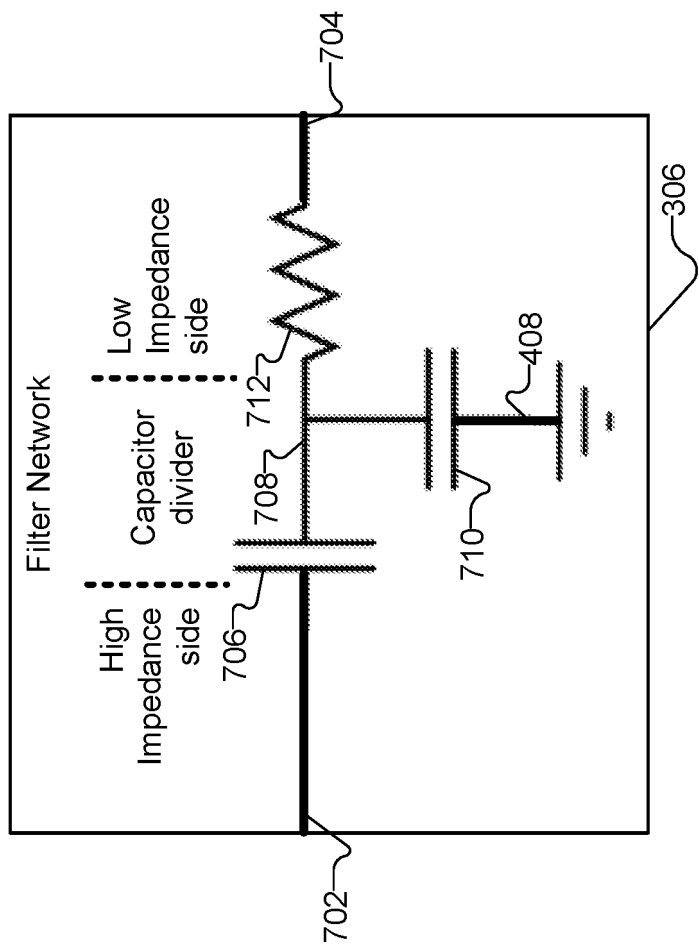 Filter Network
High
Impedance
side
Capacitor
divider
Low
Impedance
side
702
706
708
712
704
710
408
306